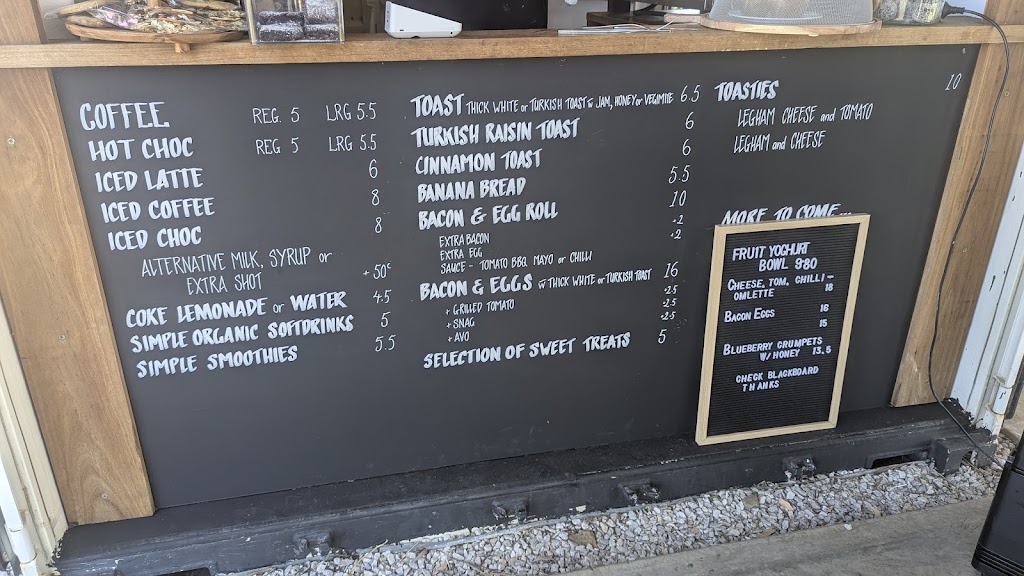 COFFEE REG. 5 LRG 5.5
HOT CHOC REG 5 LRG 5.5
ICED LATTE 6
ICED COFFEE 8
ICED CHOC 8
ALTERNATIVE MILK, SYRUP or
EXTRA SHOT +50c
COKE LEMONADE or WATER 4.5
SIMPLE ORGANIC SOFTDRINKS 5
SIMPLE SMOOTHIES 5.5
TOAST THICK WHITE or TURKISH TOAST w JAM, HONEY or VEGIMITE 6.5
TURKISH RAISIN TOAST 6
CINNAMON TOAST 6
BANANA BREAD 5.5
BACON & EGG ROLL 10
EXTRA BACON +2
EXTRA EGG +2
SAUCE - TOMATO BBQ, MAYO or CHILLI
BACON & EGGS w THICK WHITE or TURKISH TOAST 16
+ GRILLED TOMATO +2.5
+ SNAG +2.5
+ AVO +2.5
SELECTION OF SWEET TREATS 5
TOASTIES 10
LEGHAM CHEESE and TOMATO
LEGHAM and CHEESE
MORE TO COME...
FRUIT YOGHURT
BOWL 9.80
CHEESE, TOM, CHILLI -
OMLETTE 18
BACON EGGS 16
15
BLUEBERRY CRUMPETS
W/HONEY 13.5
CHECK BLACKBOARD
THANKS